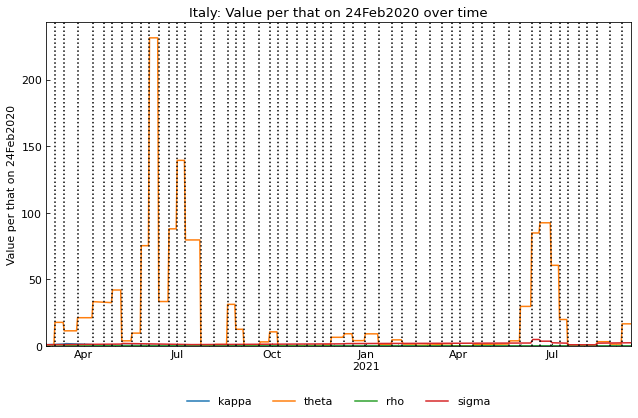 Italy: Value per that on 24Feb2020 over time
Value per that on 24Feb2020
200
150
100
50
0
Apr Jul Oct Jan Apr Jul
2021
kappa theta rho sigma